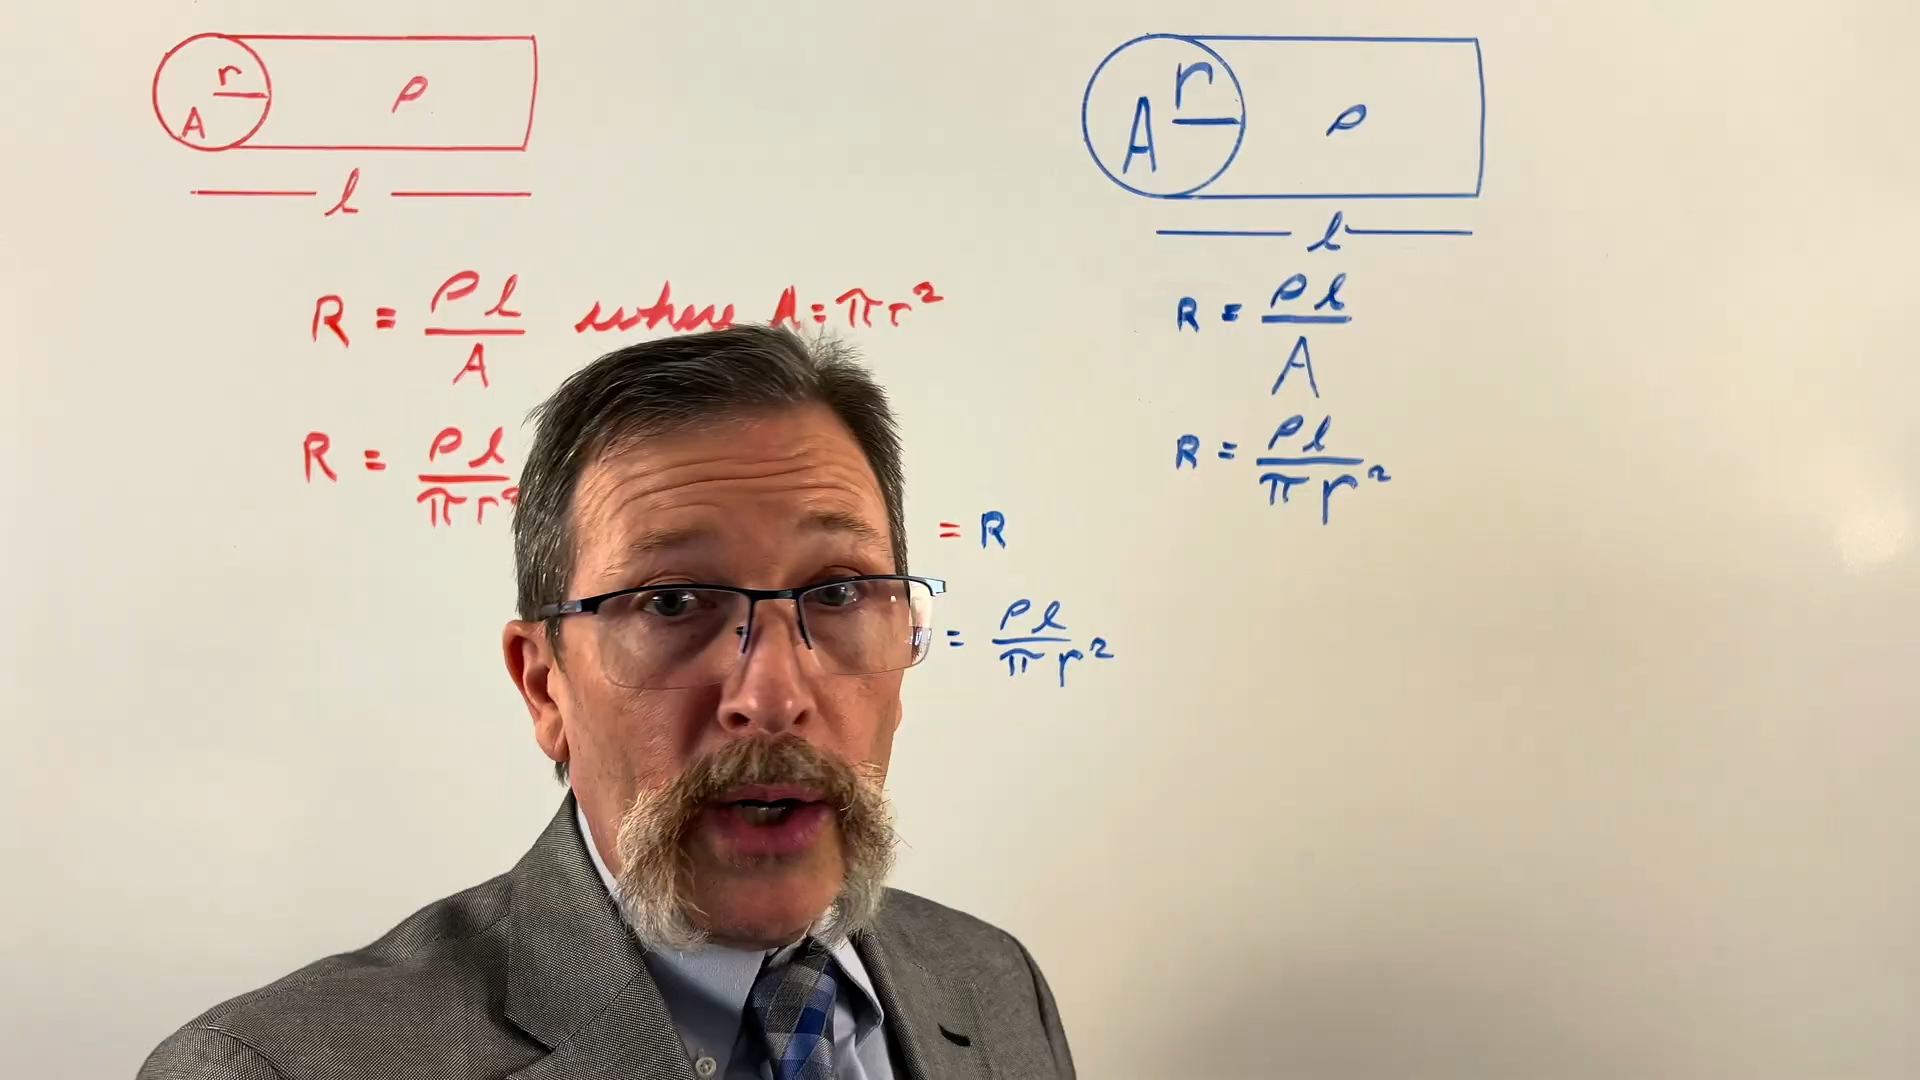 r
A
ρ
l
R = ρl/A where A = πr²
R = ρl/πr²
= R
= ρl/πr²
r
A
ρ
l
R = ρl/A
R = ρl/πr²